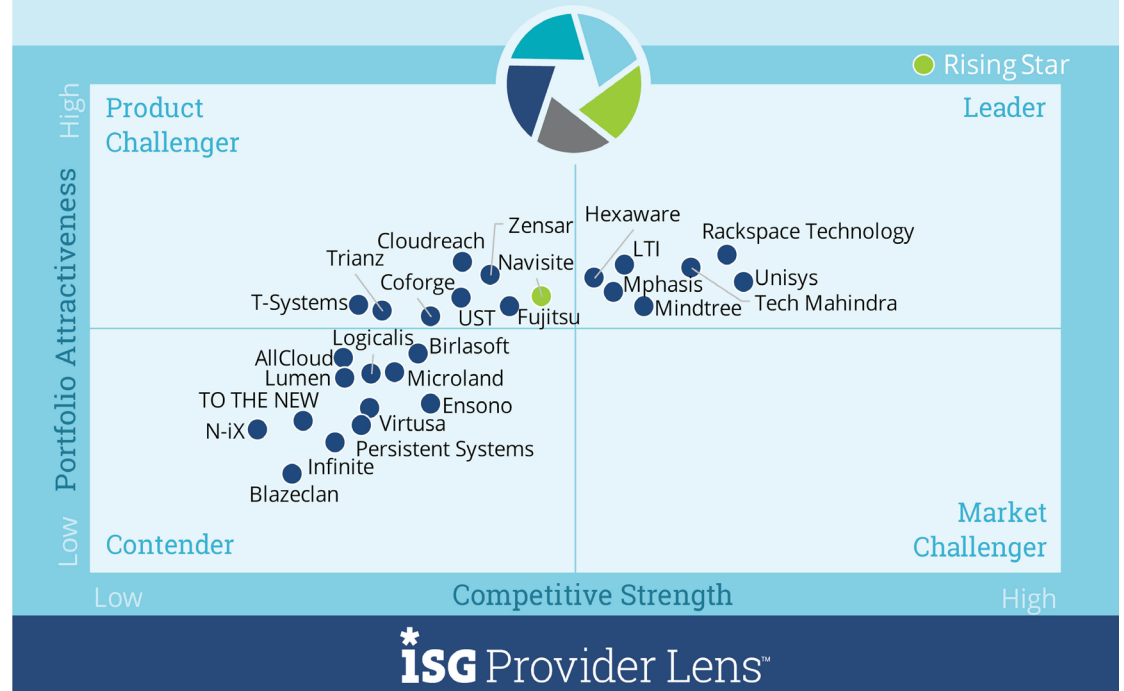 Rising Star
High
Product
Challenger
Leader
Portfolio Attractiveness
Hexaware
Zensar
Rackspace Technology
Cloudreach
LTI
Trianz
Navisite
Coforge
Unisys
Mphasis
T-Systems
Tech Mahindra
Mindtree
UST
Fujitsu
Logicalis
Birlasoft
AllCloud
Lumen
Microland
TO THE NEW
Ensono
Virtusa
N-iX
Persistent Systems
Infinite
Blazeclan
Market
Challenger
Contender
Low
Low
Competitive Strength
High
*ISG Provider Lens™